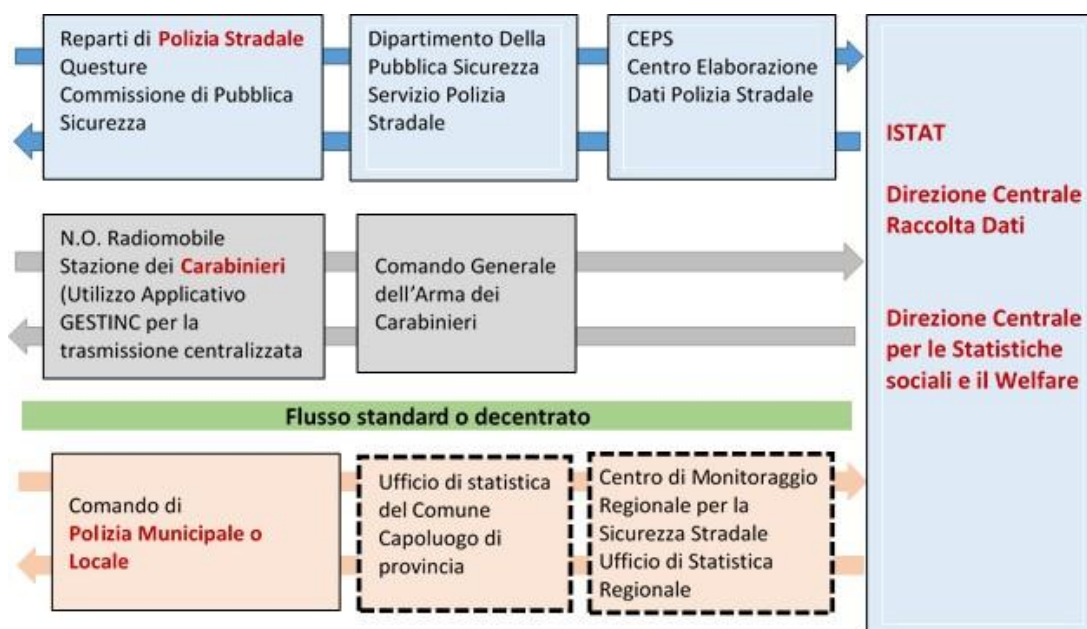 Reparti di Polizia Stradale
Questure
Commissione di Pubblica
Sicurezza
Dipartimento Della
Pubblica Sicurezza
Servizio Polizia
Stradale
CEPS
Centro Elaborazione
Dati Polizia Stradale
N.O. Radiomobile
Stazione dei Carabinieri
(Utilizzo Applicativo
GESTINC per la
trasmissione centralizzata
Comando Generale
dell'Arma dei
Carabinieri
Flusso standard o decentrato
Comando di
Polizia Municipale o
Locale
Ufficio di statistica
del Comune
Capoluogo di
provincia
Centro di Monitoraggio
Regionale per la
Sicurezza Stradale
Ufficio di Statistica
Regionale
ISTAT
Direzione Centrale
Raccolta Dati
Direzione Centrale
per le Statistiche
sociali e il Welfare